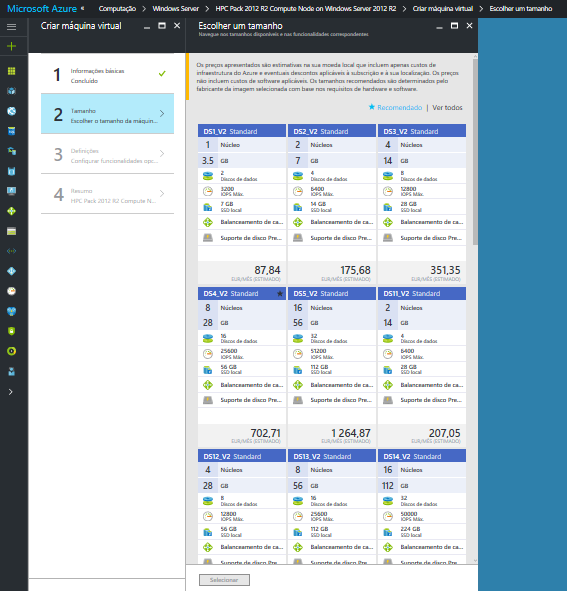 Microsoft Azure
Computação
Windows Server
HPC Pack 2012 R2 Compute Node on Windows Server 2012 R2
Criar máquina virtual
Escolher um tamanho
Criar máquina virtual
1
Informações básicas
Concluído
2
Tamanho
Escolher o tamanho da máquin...
3
Definições
Configurar funcionalidades opc...
4
Resumo
HPC Pack 2012 R2 Compute N...
Escolher um tamanho
Navegue nos tamanhos disponíveis e nas funcionalidades correspondentes
Os preços apresentados são estimativas na sua moeda local que incluem apenas custos de
infraestrutura do Azure e eventuais descontos aplicáveis à subscrição e à sua localização. Os preços
não incluem custos de software aplicáveis. Os tamanhos recomendados são determinados pelo
fabricante da imagem selecionada com base nos requisitos de hardware e software.
Recomendado | Ver todos
DS1_V2 Standard
1 Núcleo
3.5 GB
2
Discos de dados
3200
IOPS Máx.
7 GB
SSD local
Balanceamento de ca...
Suporte de disco Pre...
87,84
EUR/MÊS (ESTIMADO)
DS2_V2 Standard
2 Núcleos
7 GB
4
Discos de dados
6400
IOPS Máx.
14 GB
SSD local
Balanceamento de ca...
Suporte de disco Pre...
175,68
EUR/MÊS (ESTIMADO)
DS3_V2 Standard
4 Núcleos
14 GB
8
Discos de dados
12800
IOPS Máx.
28 GB
SSD local
Balanceamento de ca...
Suporte de disco Pre...
351,35
EUR/MÊS (ESTIMADO)
DS4_V2 Standard
8 Núcleos
28 GB
16
Discos de dados
25600
IOPS Máx.
56 GB
SSD local
Balanceamento de ca...
Suporte de disco Pre...
702,71
EUR/MÊS (ESTIMADO)
DS5_V2 Standard
16 Núcleos
56 GB
32
Discos de dados
51200
IOPS Máx.
112 GB
SSD local
Balanceamento de ca...
Suporte de disco Pre...
1 264,87
EUR/MÊS (ESTIMADO)
DS11_V2 Standard
2 Núcleos
14 GB
4
Discos de dados
6400
IOPS Máx.
28 GB
SSD local
Balanceamento de ca...
Suporte de disco Pre...
207,05
EUR/MÊS (ESTIMADO)
DS12_V2 Standard
4 Núcleos
28 GB
8
Discos de dados
12800
IOPS Máx.
56 GB
SSD local
Balanceamento de ca...
Suporte de disco Pre...
DS13_V2 Standard
8 Núcleos
56 GB
16
Discos de dados
25600
IOPS Máx.
112 GB
SSD local
Balanceamento de ca...
Suporte de disco Pre...
DS14_V2 Standard
16 Núcleos
112 GB
32
Discos de dados
50000
IOPS Máx.
224 GB
SSD local
Balanceamento de ca...
Suporte de disco Pre...
Selecionar